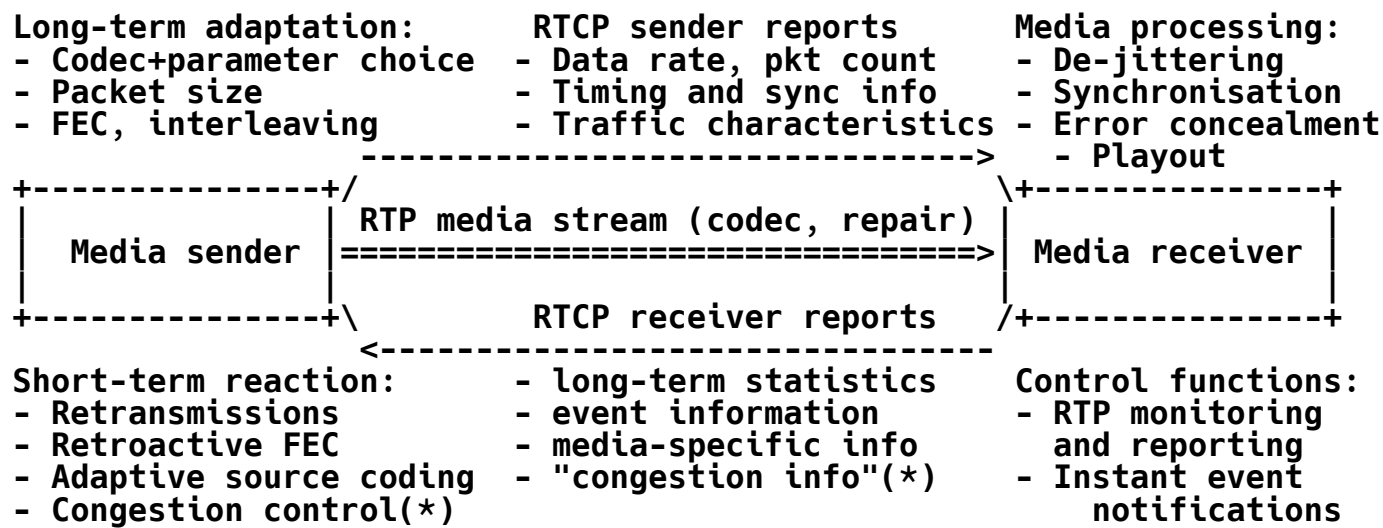 Long-term adaptation:     RTCP sender reports      Media processing:
- Codec+parameter choice  - Data rate, pkt count    - De-jittering
- Packet size             - Timing and sync info    - Synchronisation
- FEC, interleaving       - Traffic characteristics - Error concealment
                  -------------------------------->   - Playout
+---------------+/                                 \+---------------+
|               | RTP media stream (codec, repair) |                |
|  Media sender |=================================>| Media receiver |
|               |                                  |                |
+---------------+\         RTCP receiver reports   /+---------------+
                  <--------------------------------
Short-term reaction:      - long-term statistics    Control functions:
- Retransmissions         - event information       - RTP monitoring
- Retroactive FEC         - media-specific info       and reporting
- Adaptive source coding  - "congestion info"(*)    - Instant event
- Congestion control(*)                                 notifications